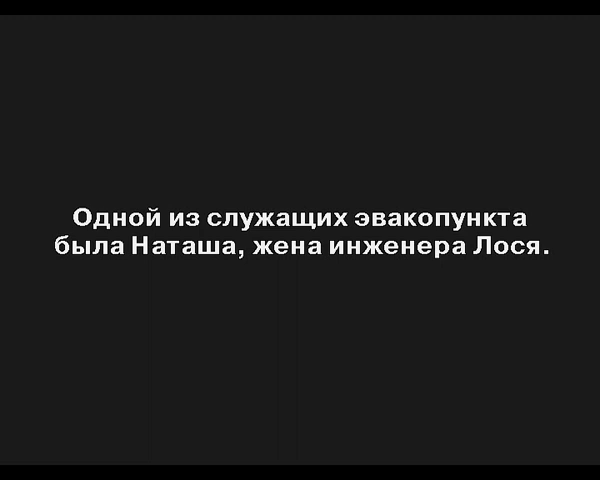 Одной из служащих эвакопункта
была Наташа, жена инженера Лося.